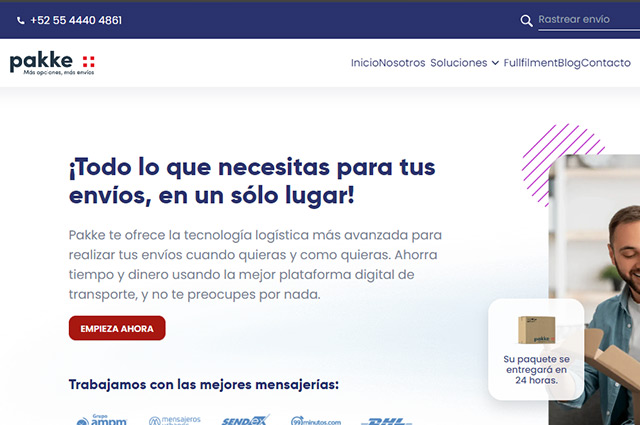 +52 55 4440 4861
Rastrear envío
pakke
Más opciones, más envíos
Inicio Nosotros Soluciones Fullfilment Blog Contacto
¡Todo lo que necesitas para tus
envíos, en un sólo lugar!
Pakke te ofrece la tecnología logística más avanzada para
realizar tus envíos cuando quieras y como quieras. Ahorra
tiempo y dinero usando la mejor plataforma digital de
transporte, y no te preocupes por nada.
EMPIEZA AHORA
pakke
Su paquete se
entregará en
24 horas.
Trabajamos con las mejores mensajerías:
Grupo
ampm
mensajeros
urbanos
SENDEX
99minutos.com
DHL